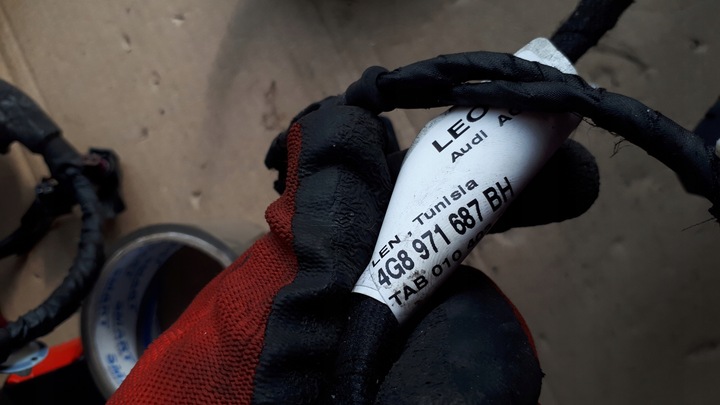 LEO
Audi
LEN , Tunisia
4G8 971 687 BH
TAB 010